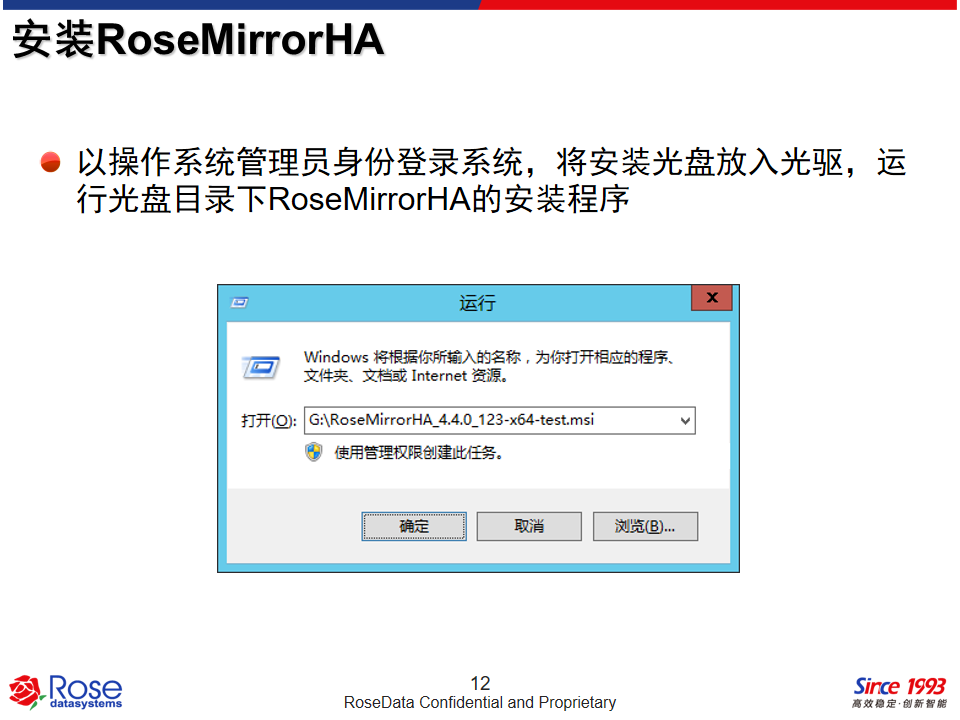 安装RoseMirrorHA
以操作系统管理员身份登录系统，将安装光盘放入光驱，运
行光盘目录下RoseMirrorHA的安装程序
运行
x
Windows 将根据你所输入的名称，为你打开相应的程序、
文件夹、文档或 Internet 资源。
打开(O): G:\RoseMirrorHA_4.4.0_123-x64-test.msi
使用管理权限创建此任务。
确定 取消 浏览(B)...
Rose
datasystems
12
RoseData Confidential and Proprietary
Since 1993
高效稳定·创新智能